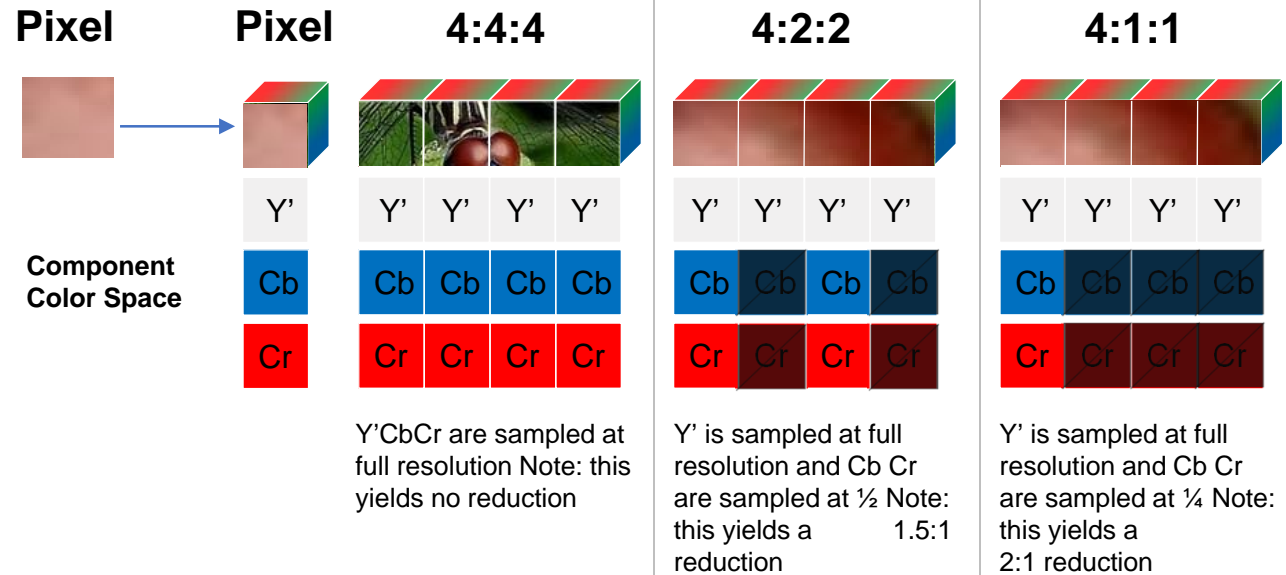 Pixel Pixel 4:4:4 4:2:2 4:1:1
Y’ Y’ Y’ Y’ Y’ Y’ Y’ Y’ Y’ Y’ Y’ Y’ Y’
Component
Color Space
Cb Cb Cb Cb Cb Cb Cb Cb Cb Cb Cb Cb Cb
Cr Cr Cr Cr Cr Cr Cr Cr Cr Cr Cr Cr Cr
Y’CbCr are sampled at
full resolution Note: this
yields no reduction
Y’ is sampled at full
resolution and Cb Cr
are sampled at ½ Note:
this yields a 1.5:1
reduction
Y’ is sampled at full
resolution and Cb Cr
are sampled at ¼ Note:
this yields a
2:1 reduction